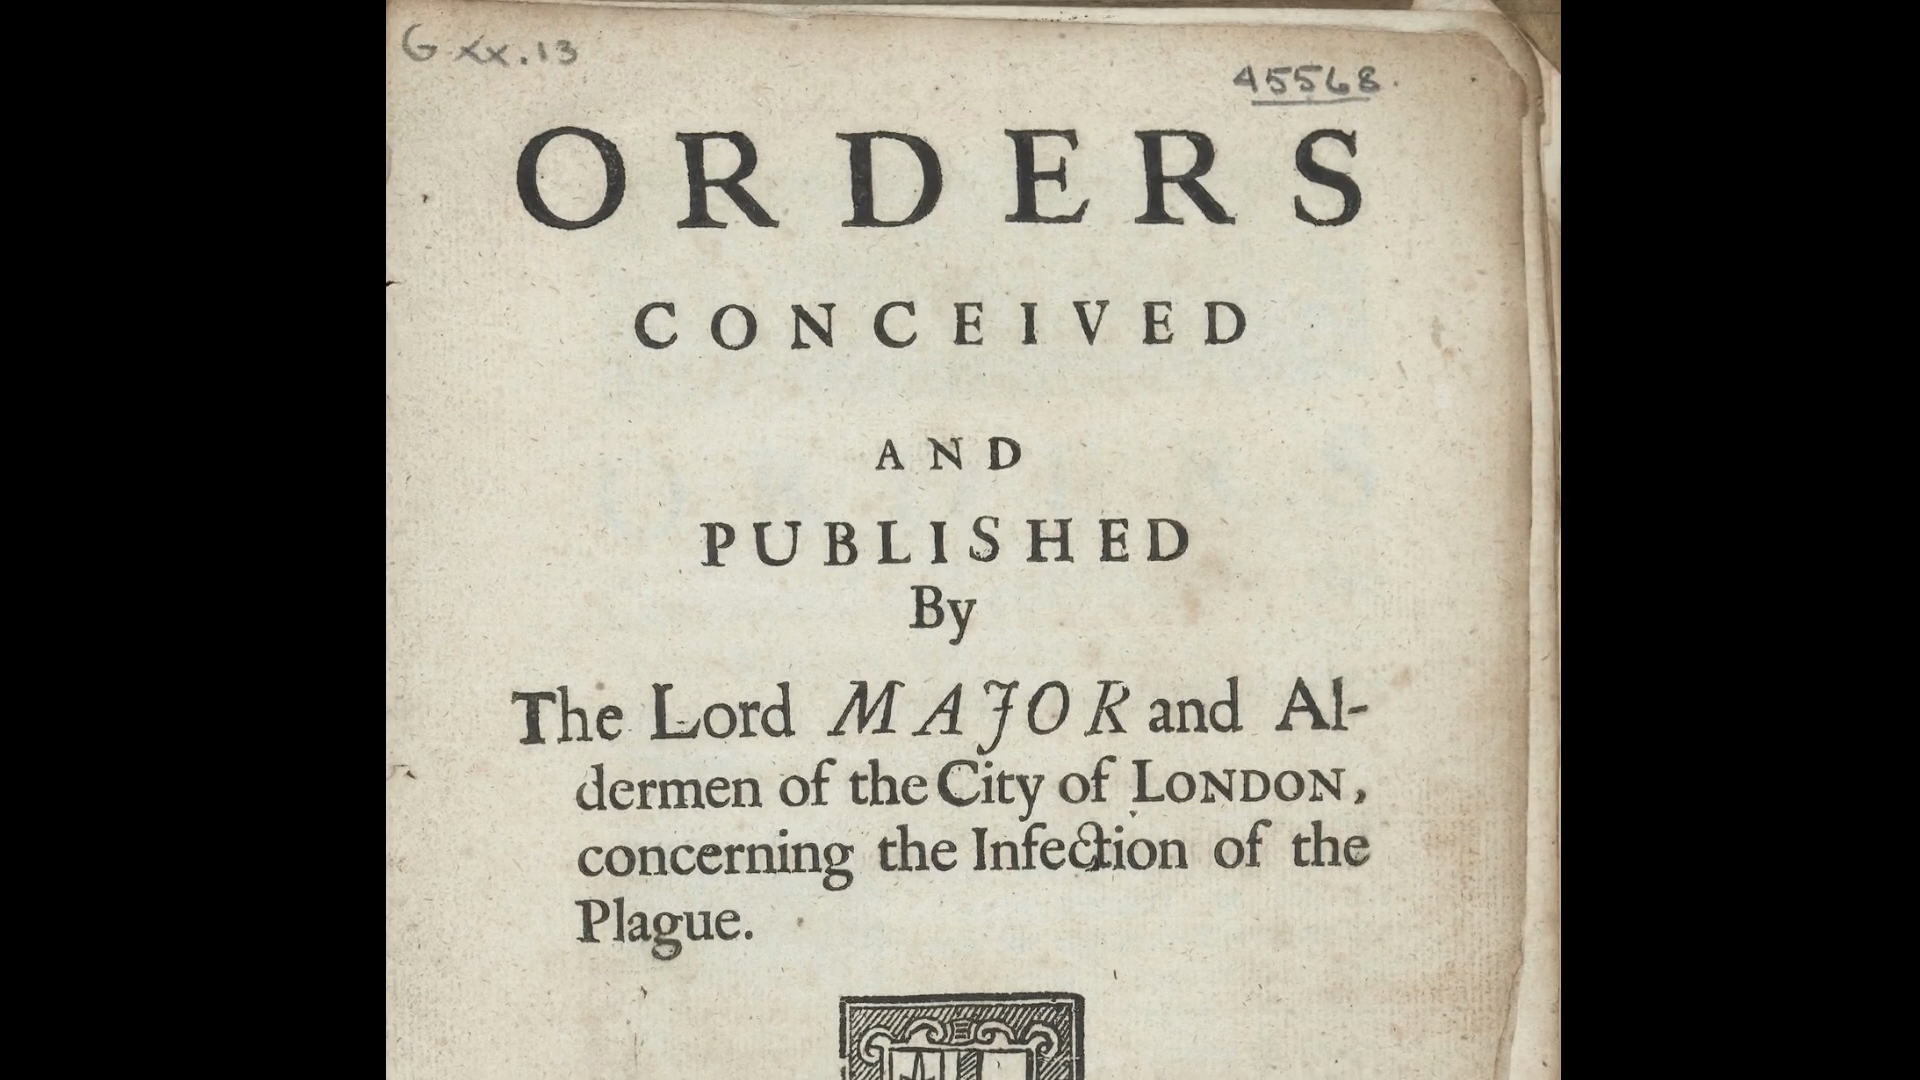 G xx.13
45568.
ORDERS
CONCEIVED
AND
PUBLISHED
By
The Lord MAJOR and Al-
dermen of the City of LONDON,
concerning the Infection of the
Plague.